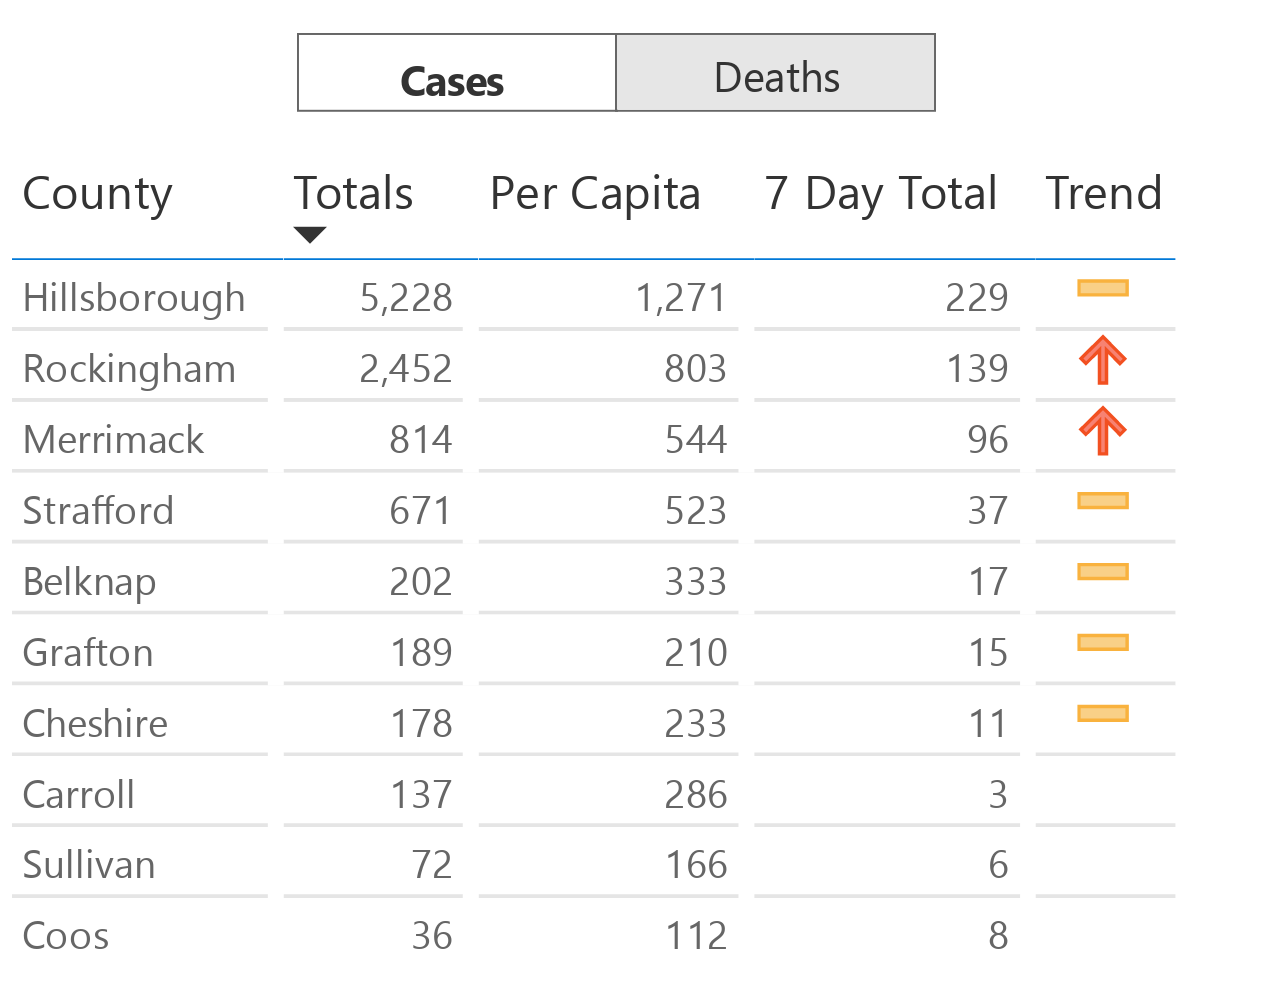 Cases Deaths
County Totals Per Capita 7 Day Total Trend
Hillsborough 5,228 1,271 229
Rockingham 2,452 803 139
Merrimack 814 544 96
Strafford 671 523 37
Belknap 202 333 17
Grafton 189 210 15
Cheshire 178 233 11
Carroll 137 286 3
Sullivan 72 166 6
Coos 36 112 8